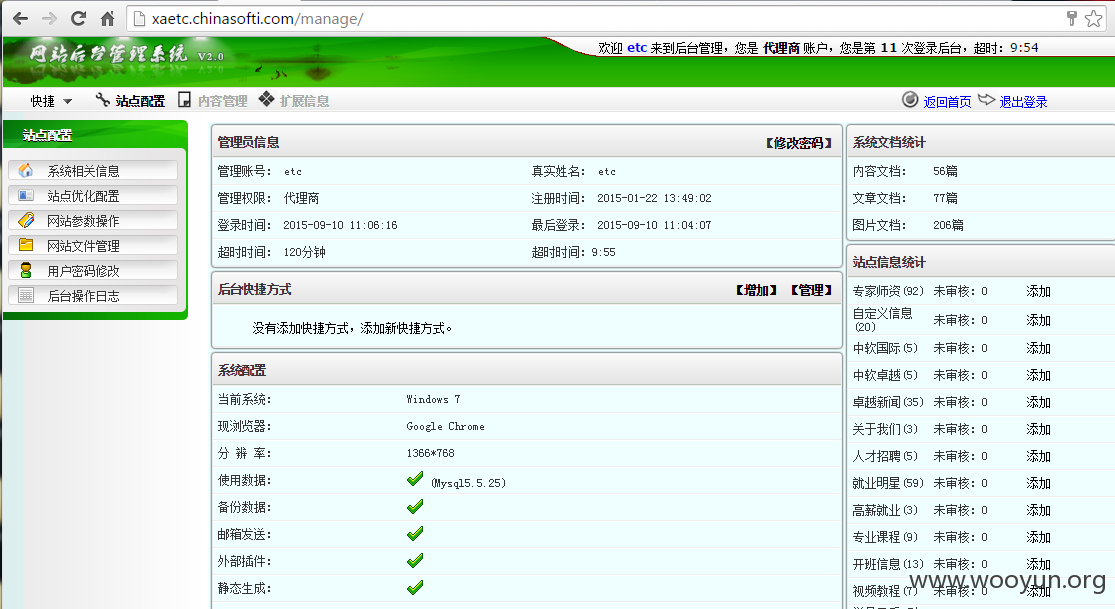 xaetc.chinasofti.com/manage/
网站后台管理系统 V2.0
欢迎 etc 来到后台管理，您是 代理商 账户，您是第 11 次登录后台，超时：9:54
快捷 站点配置 内容管理 扩展信息 返回首页 退出登录
站点配置
系统相关信息
站点优化配置
网站参数操作
网站文件管理
用户密码修改
后台操作日志
管理员信息 【修改密码】
管理账号： etc 真实姓名： etc
管理权限： 代理商 注册时间： 2015-01-22 13:49:02
登录时间： 2015-09-10 11:06:16 最后登录： 2015-09-10 11:04:07
超时时间： 120分钟 超时时间：9:55
后台快捷方式 【增加】 【管理】
没有添加快捷方式，添加新快捷方式。
系统配置
当前系统： Windows 7
现浏览器： Google Chrome
分 辨 率： 1366*768
使用数据： (Mysql5.5.25)
备份数据：
邮箱发送：
外部插件：
静态生成：
系统文档统计
内容文档： 56篇
文章文档： 77篇
图片文档： 206篇
站点信息统计
专家师资(92) 未审核：0 添加
自定义信息(20) 未审核：0 添加
中软国际(5) 未审核：0 添加
中软卓越(5) 未审核：0 添加
卓越新闻(35) 未审核：0 添加
关于我们(3) 未审核：0 添加
人才招聘(5) 未审核：0 添加
就业明星(59) 未审核：0 添加
高薪就业(3) 未审核：0 添加
专业课程(9) 未审核：0 添加
开班信息(13) 未审核：0 添加
视频教程(7) 未审核：0 添加
www.wooyun.org